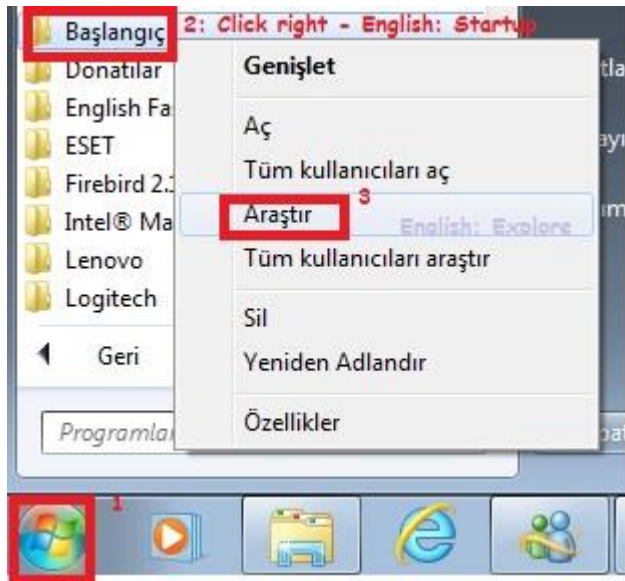 Başlangıç
2: Click right - English: Startup
Donatılar
Genişlet
English Fa
Aç
ESET
Tüm kullanıcıları aç
Firebird 2.
Araştır
3
English: Explore
Intel® Ma
Lenovo
Tüm kullanıcıları araştır
Logitech
Sil
Geri
Yeniden Adlandır
Özellikler
Programlar
1